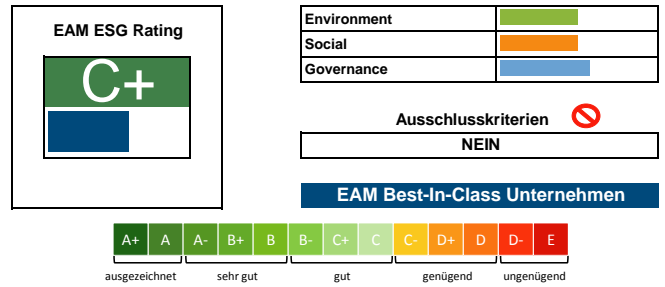 EAM ESG Rating
C+
Environment
Social
Governance
Ausschlusskriterien
NEIN
EAM Best-In-Class Unternehmen
A+ A A- B+ B B- C+ C C- D+ D D- E
ausgezeichnet sehr gut gut genügend ungenügend